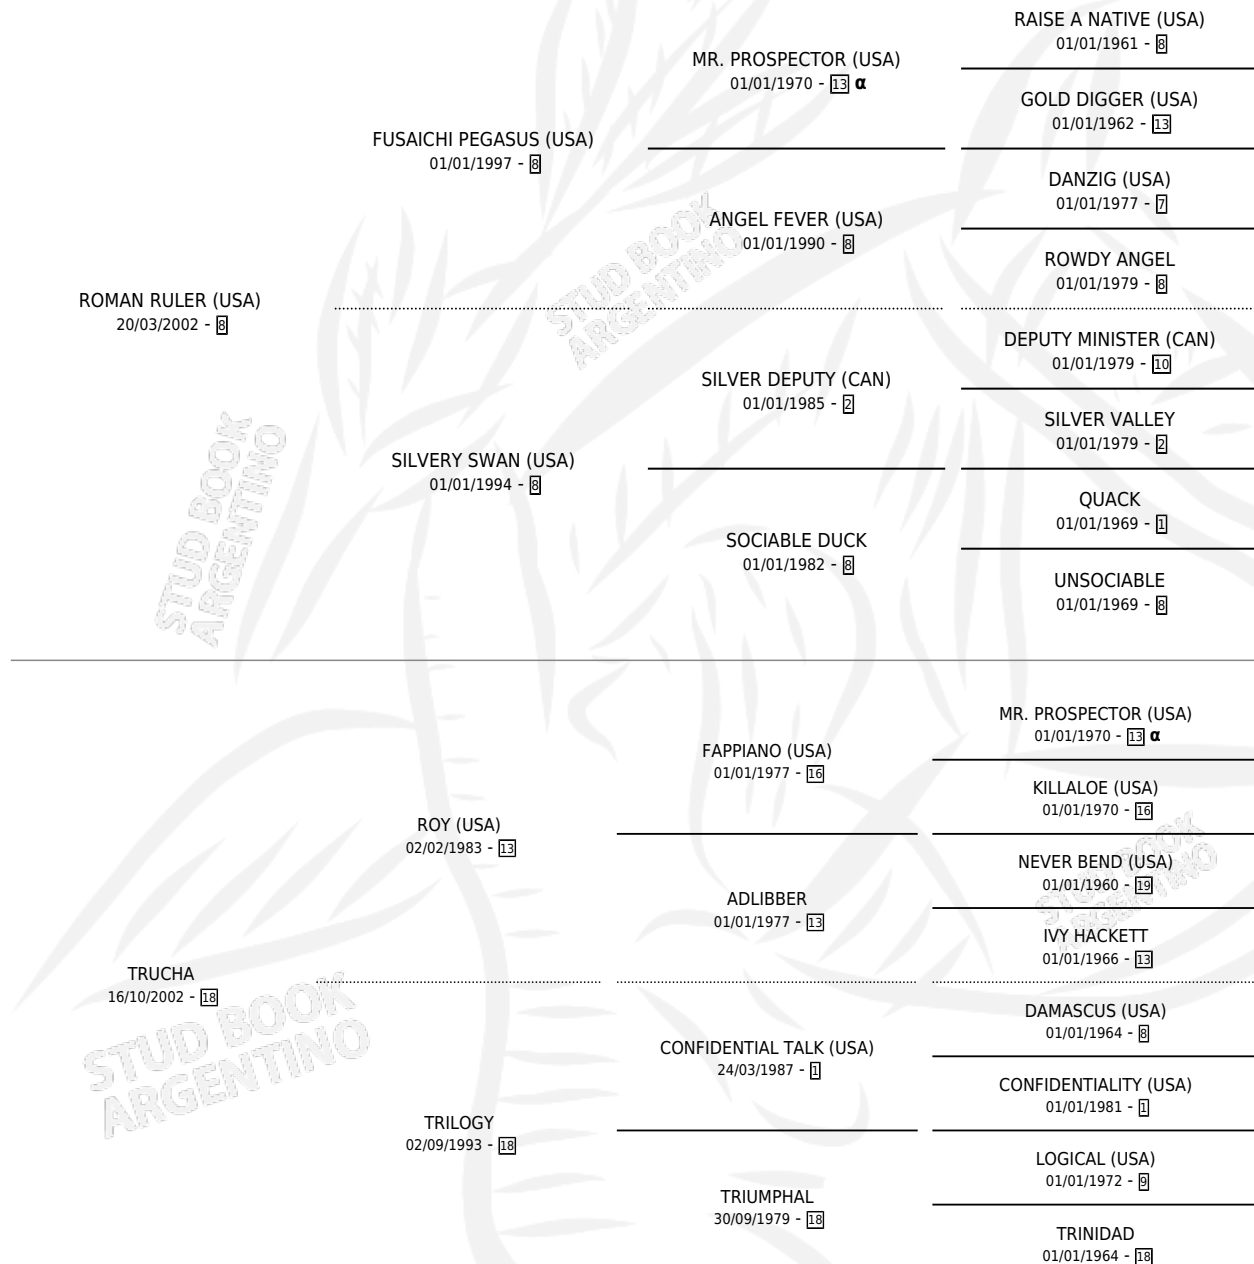 RAISE A NATIVE (USA)
01/01/1961 - 8
MR. PROSPECTOR (USA)
01/01/1970 - 13 α
GOLD DIGGER (USA)
01/01/1962 - 13
FUSAICHI PEGASUS (USA)
01/01/1997 - 8
DANZIG (USA)
01/01/1977 - 7
ANGEL FEVER (USA)
01/01/1990 - 8
ROWDY ANGEL
01/01/1979 - 8
STUD BOOK
ARGENTINO
ROMAN RULER (USA)
20/03/2002 - 8
DEPUTY MINISTER (CAN)
01/01/1979 - 10
SILVER DEPUTY (CAN)
01/01/1985 - 2
SILVER VALLEY
01/01/1979 - 2
SILVERY SWAN (USA)
01/01/1994 - 8
QUACK
01/01/1969 - 1
SOCIABLE DUCK
01/01/1982 - 8
UNSOCIABLE
01/01/1969 - 8
STUD BOOK
ARGENTINO
MR. PROSPECTOR (USA)
01/01/1970 - 13 α
FAPPIANO (USA)
01/01/1977 - 16
KILLALOE (USA)
01/01/1970 - 16
ROY (USA)
02/02/1983 - 13
NEVER BEND (USA)
01/01/1960 - 19
ADLIBBER
01/01/1977 - 13
IVY HACKETT
01/01/1966 - 13
STUD BOOK
ARGENTINO
TRUCHA
16/10/2002 - 18
DAMASCUS (USA)
01/01/1964 - 8
CONFIDENTIAL TALK (USA)
24/03/1987 - 1
CONFIDENTIALITY (USA)
01/01/1981 - 1
TRILOGY
02/09/1993 - 18
LOGICAL (USA)
01/01/1972 - 9
TRIUMPHAL
30/09/1979 - 18
TRINIDAD
01/01/1964 - 18
STUD BOOK
ARGENTINO